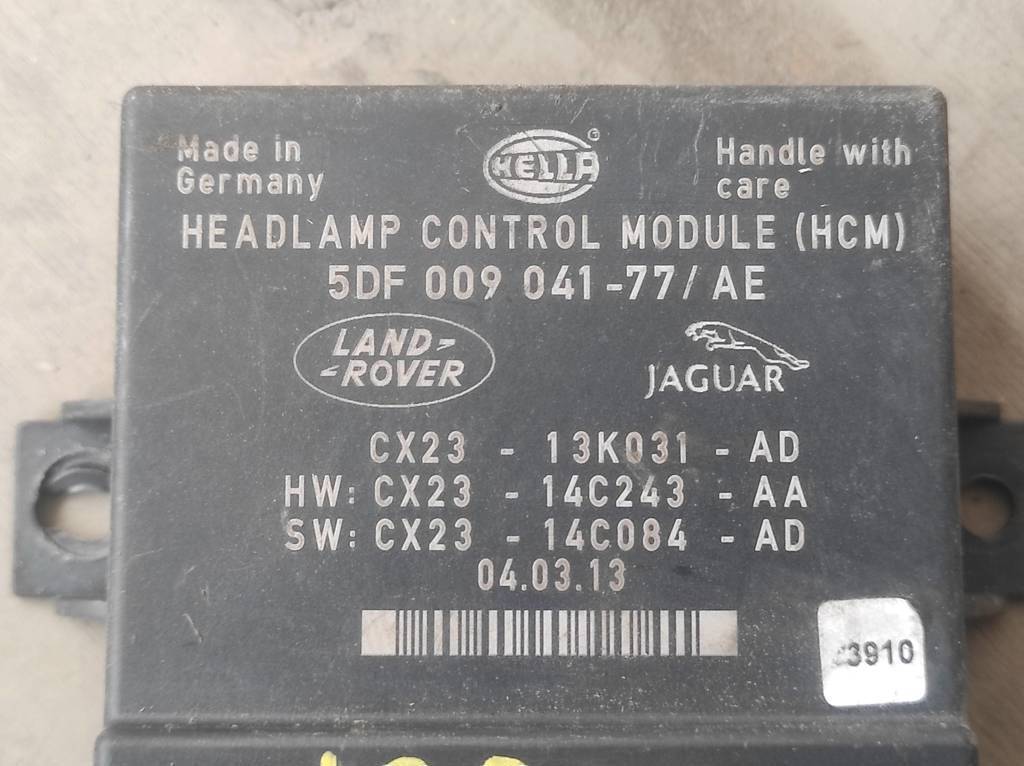 Made in
Germany
HELLA
®
Handle with
care
HEADLAMP CONTROL MODULE (HCM)
5DF 009 041-77/ AE
LAND-
-ROVER
JAGUAR
CX23 - 13K031 - AD
HW: CX23 - 14C243 - AA
SW: CX23 - 14C084 - AD
04.03.13
3910